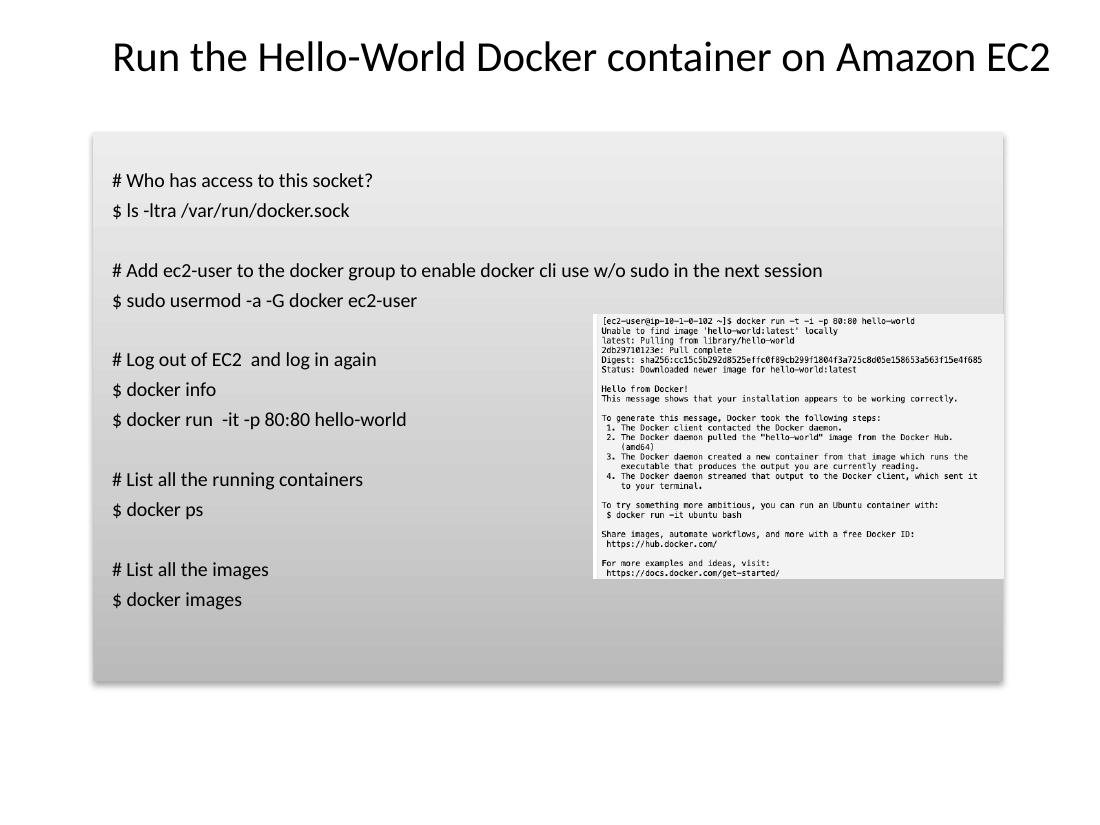 Run the Hello-World Docker container on Amazon EC2
# Who has access to this socket?
$ ls -ltra /var/run/docker.sock
# Add ec2-user to the docker group to enable docker cli use w/o sudo in the next session
$ sudo usermod -a -G docker ec2-user
# Log out of EC2  and log in again
$ docker info
$ docker run  -it -p 80:80 hello-world
# List all the running containers
$ docker ps
# List all the images
$ docker images
[ec2-user@ip-10-1-0-102 ~]$ docker run -t -i -p 80:80 hello-world
Unable to find image 'hello-world:latest' locally
latest: Pulling from library/hello-world
2db29710123e: Pull complete
Digest: sha256:cc15c5b292d8525effc0f89cb299f1804f3a725c8d05e158653a563f15e4f685
Status: Downloaded newer image for hello-world:latest
Hello from Docker!
This message shows that your installation appears to be working correctly.
To generate this message, Docker took the following steps:
1. The Docker client contacted the Docker daemon.
2. The Docker daemon pulled the "hello-world" image from the Docker Hub.
(amd64)
3. The Docker daemon created a new container from that image which runs the
executable that produces the output you are currently reading.
4. The Docker daemon streamed that output to the Docker client, which sent it
to your terminal.
To try something more ambitious, you can run an Ubuntu container with:
$ docker run -it ubuntu bash
Share images, automate workflows, and more with a free Docker ID:
https://hub.docker.com/
For more examples and ideas, visit:
https://docs.docker.com/get-started/